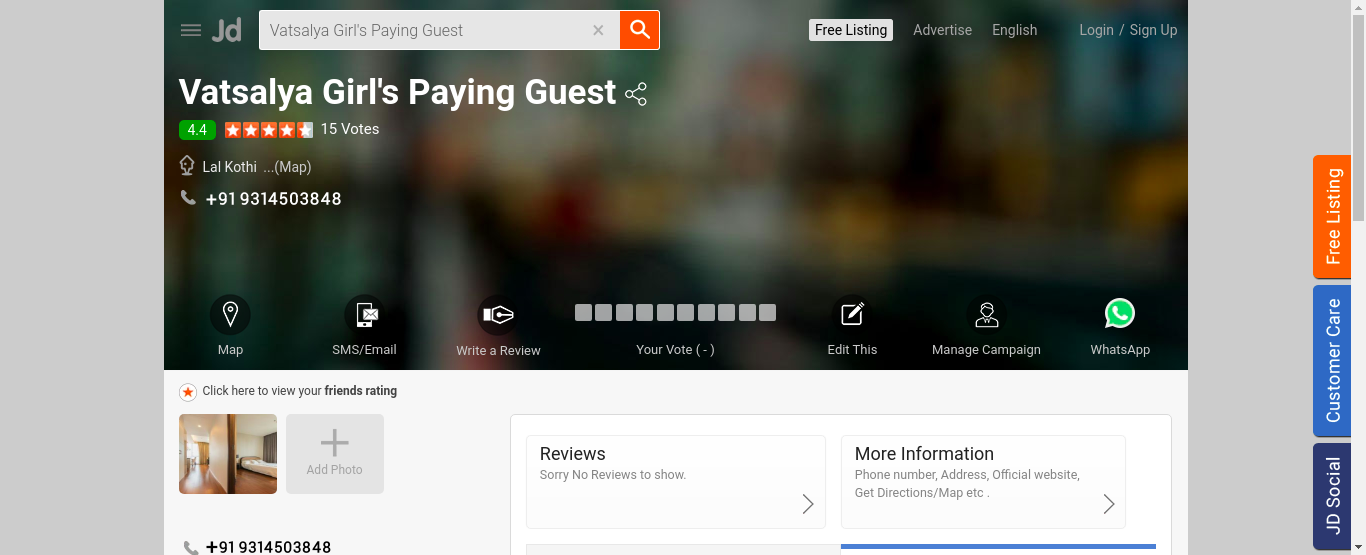 Jd
Vatsalya Girl's Paying Guest
Free Listing
Advertise
English
Login / Sign Up
Vatsalya Girl's Paying Guest
4.4
15 Votes
Lal Kothi ...(Map)
+91 9314503848
Map
SMS/Email
Write a Review
Your Vote ( - )
Edit This
Manage Campaign
WhatsApp
Click here to view your friends rating
Add Photo
Reviews
Sorry No Reviews to show.
More Information
Phone number, Address, Official website,
Get Directions/Map etc .
+91 9314503848
Free Listing
Customer Care
JD Social